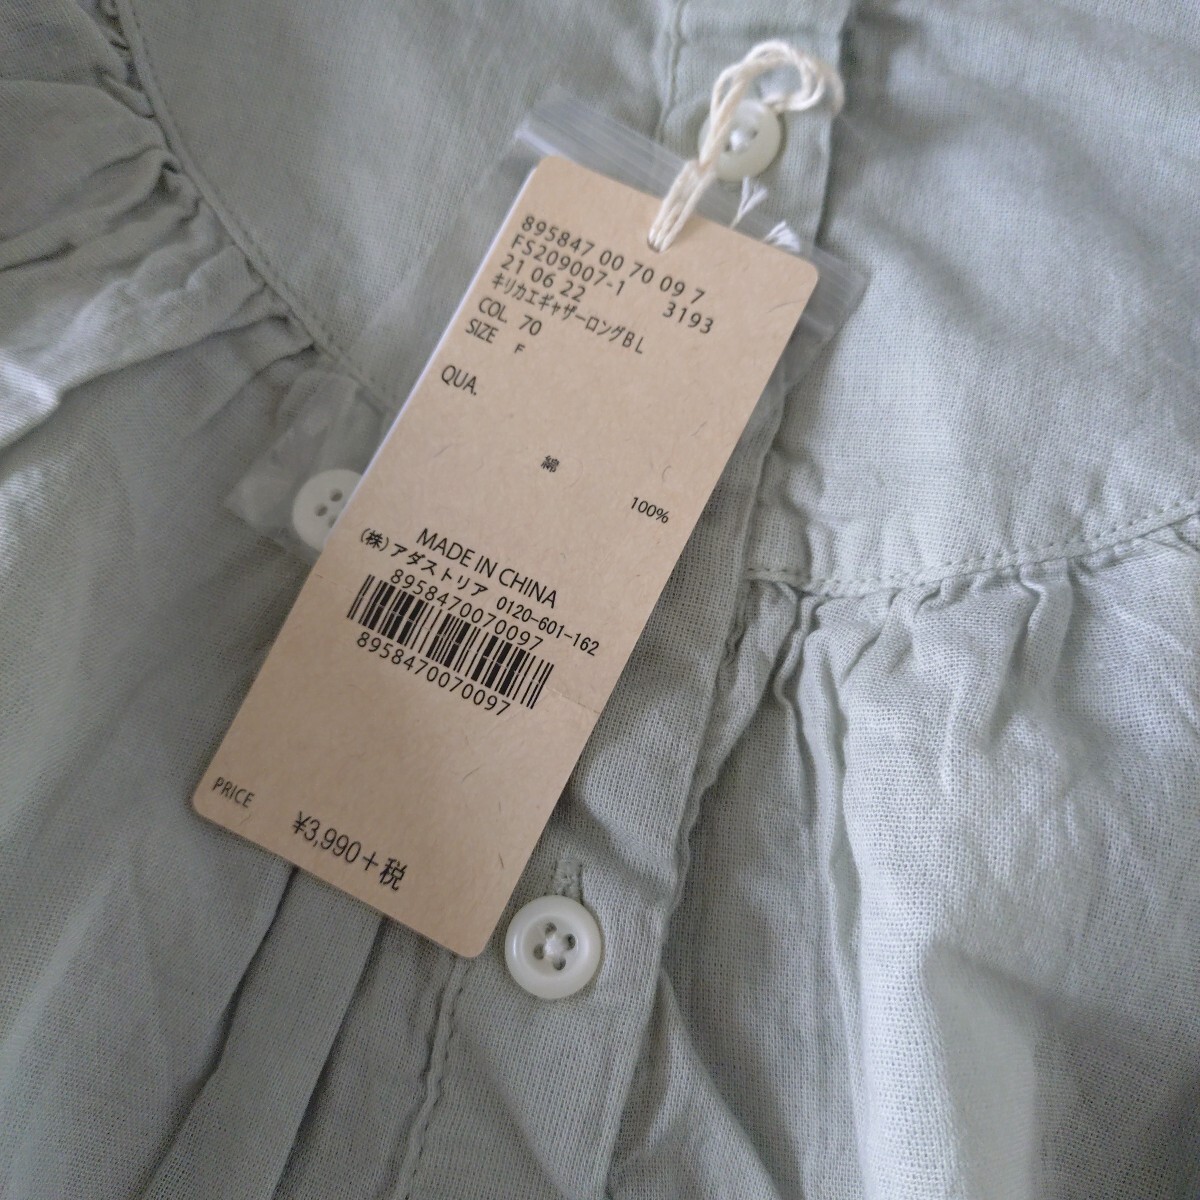 895847 00 70 09 7
FS209007-1 3193
21 06 22
キリカエギャザーロングBL
COL. 70
SIZE F
QUA.
綿 100%
MADE IN CHINA
(株)アダストリア 0120-601-162
8958470070097
8958470070097
PRICE
¥3,990+税